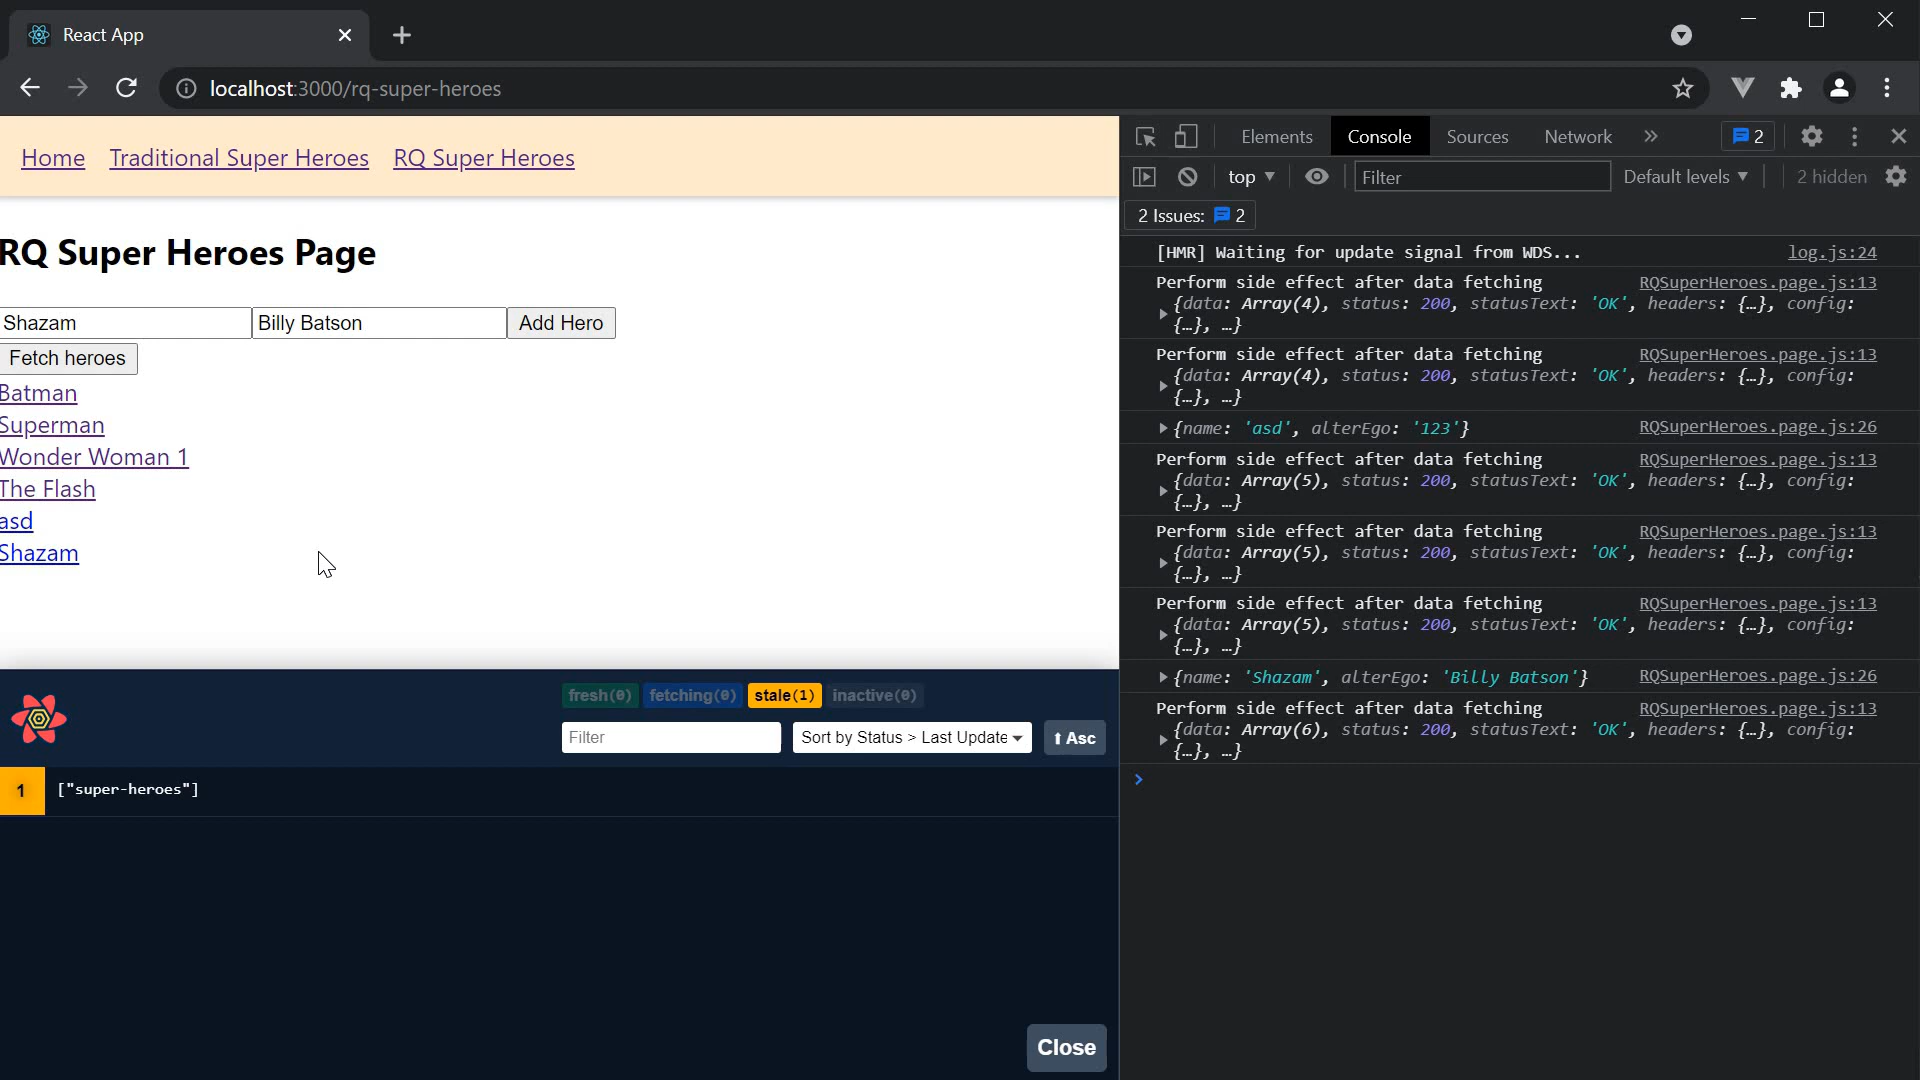 React App
localhost:3000/rq-super-heroes
Home Traditional Super Heroes RQ Super Heroes
RQ Super Heroes Page
Shazam Billy Batson Add Hero
Fetch heroes
Batman
Superman
Wonder Woman 1
The Flash
asd
Shazam
fresh(0) fetching(0) stale(1) inactive(0)
Filter Sort by Status > Last Update Asc
1 ["super-heroes"]
Close
Elements Console Sources Network » 2
top Filter Default levels 2 hidden
2 Issues: 2
[HMR] Waiting for update signal from WDS... log.js:24
Perform side effect after data fetching RQSuperHeroes.page.js:13
{data: Array(4), status: 200, statusText: 'OK', headers: {…}, config:
{…}, …}
Perform side effect after data fetching RQSuperHeroes.page.js:13
{data: Array(4), status: 200, statusText: 'OK', headers: {…}, config:
{…}, …}
{name: 'asd', alterEgo: '123'} RQSuperHeroes.page.js:26
Perform side effect after data fetching RQSuperHeroes.page.js:13
{data: Array(5), status: 200, statusText: 'OK', headers: {…}, config:
{…}, …}
Perform side effect after data fetching RQSuperHeroes.page.js:13
{data: Array(5), status: 200, statusText: 'OK', headers: {…}, config:
{…}, …}
Perform side effect after data fetching RQSuperHeroes.page.js:13
{data: Array(5), status: 200, statusText: 'OK', headers: {…}, config:
{…}, …}
{name: 'Shazam', alterEgo: 'Billy Batson'} RQSuperHeroes.page.js:26
Perform side effect after data fetching RQSuperHeroes.page.js:13
{data: Array(6), status: 200, statusText: 'OK', headers: {…}, config:
{…}, …}